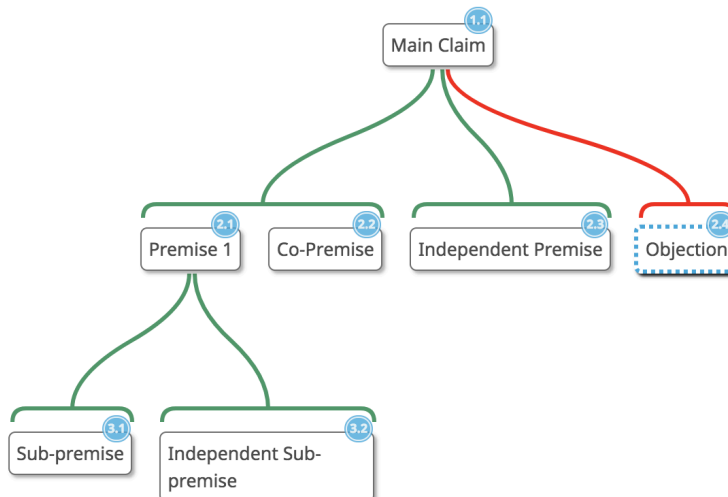 1.1
Main Claim
2.1
2.2
2.3
2.4
Premise 1
Co-Premise
Independent Premise
Objection
3.1
3.2
Sub-premise
Independent Sub-
premise